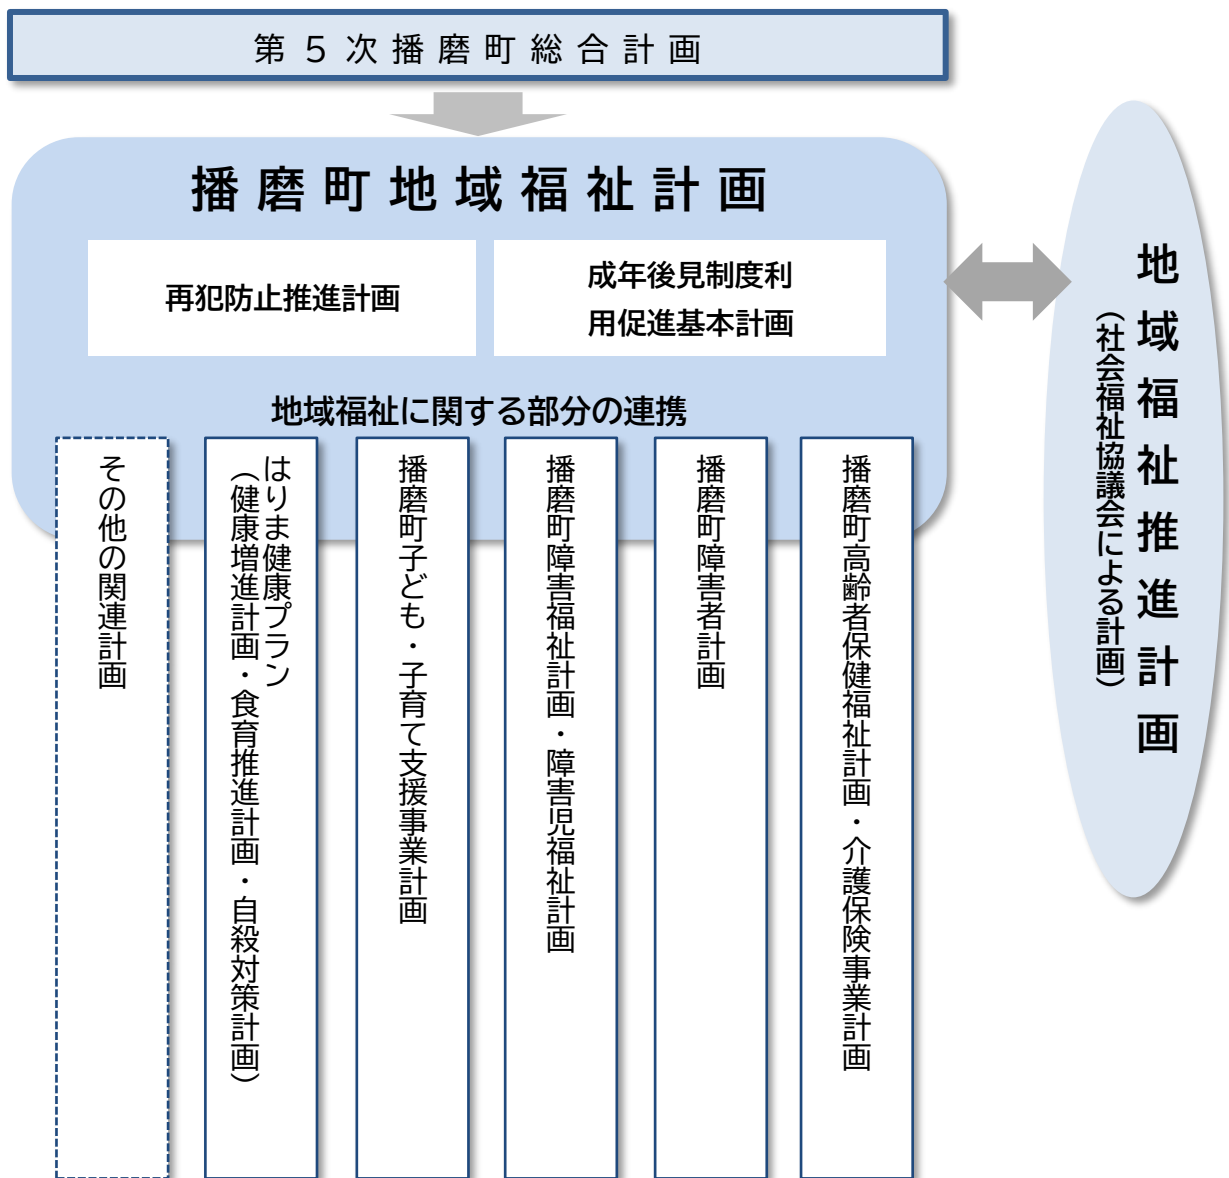 第５次播磨町総合計画
播磨町地域福祉計画
再犯防止推進計画
成年後見制度利
用促進基本計画
地域福祉に関する部分の連携
播磨町高齢者保健福祉計画・介護保険事業計画
播磨町障害者計画
播磨町障害福祉計画・障害児福祉計画
播磨町子ども・子育て支援事業計画
はりま健康プラン
（健康増進計画・食育推進計画・自殺対策計画）
その他の関連計画
地域福祉推進計画
（社会福祉協議会による計画）